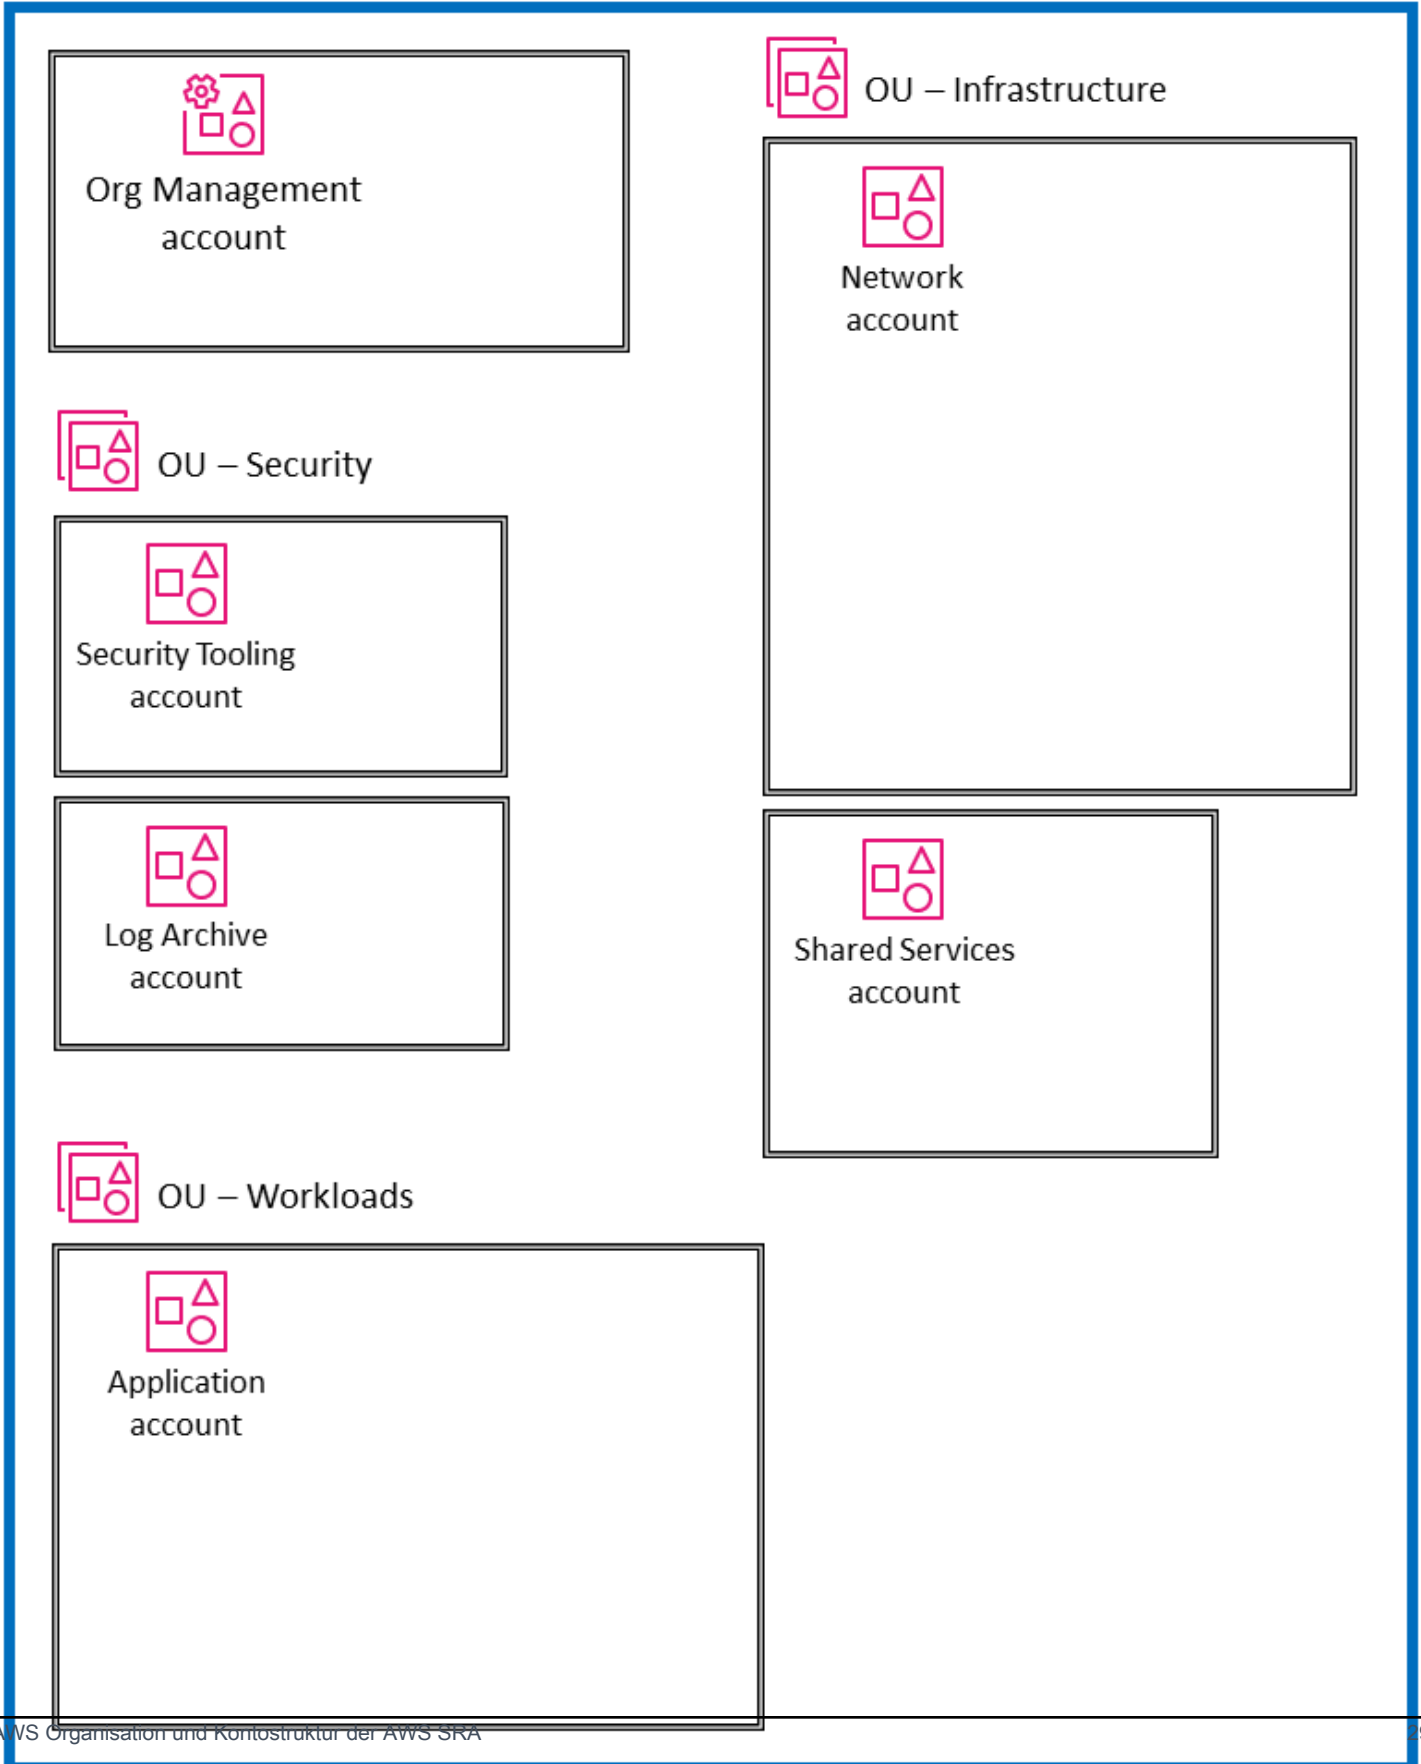 Org Management
account
OU – Security
Security Tooling
account
Log Archive
account
OU – Workloads
Application
account
OU – Infrastructure
Network
account
Shared Services
account
AWS Organisation und Kontostruktur der AWS SRA